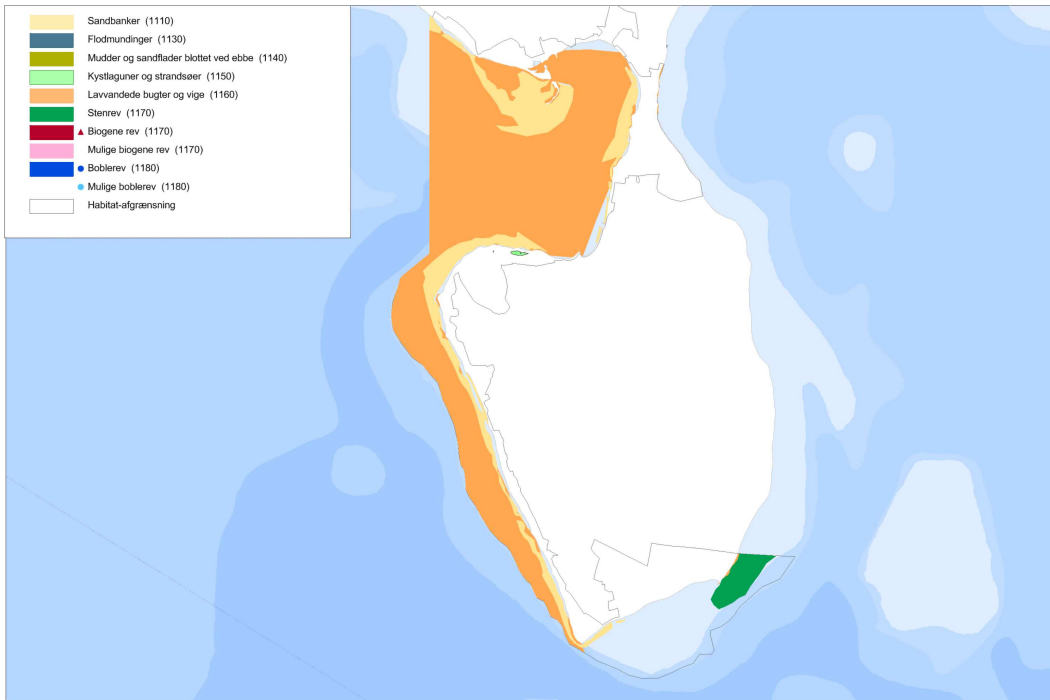 Sandbanker (1110)
Flodmundinger (1130)
Mudder og sandflader blottet ved ebbe (1140)
Kystlaguner og strandsøer (1150)
Lavvandede bugter og vige (1160)
Stenrev (1170)
Biogene rev (1170)
Mulige biogene rev (1170)
Boblerev (1180)
Mulige boblerev (1180)
Habitat-afgrænsning